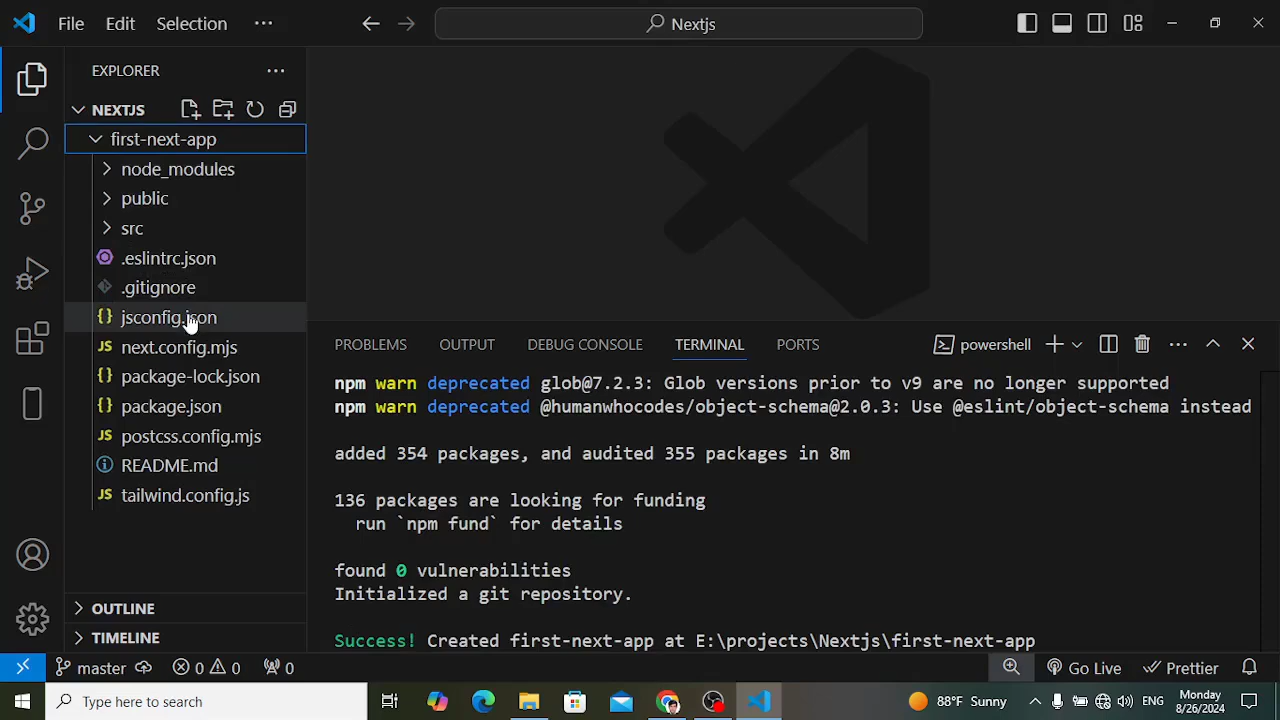 File Edit Selection ···
Nextjs
EXPLORER
NEXTJS
first-next-app
node_modules
public
src
.eslintrc.json
.gitignore
jsconfig.json
next.config.mjs
package-lock.json
package.json
postcss.config.mjs
README.md
tailwind.config.js
OUTLINE
TIMELINE
PROBLEMS OUTPUT DEBUG CONSOLE TERMINAL PORTS
powershell
npm warn deprecated glob@7.2.3: Glob versions prior to v9 are no longer supported
npm warn deprecated @humanwhocodes/object-schema@2.0.3: Use @eslint/object-schema instead
added 354 packages, and audited 355 packages in 8m
136 packages are looking for funding
run `npm fund` for details
found 0 vulnerabilities
Initialized a git repository.
Success! Created first-next-app at E:\projects\Nextjs\first-next-app
master 0 0 0 Go Live Prettier
Type here to search
88°F Sunny
ENG
Monday
8/26/2024